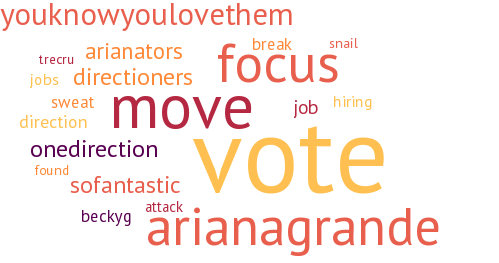 youknowyoulovethem
arianators break snail
trecru focus
jobs directioners
sweat move job hiring
direction
onedirection vote
found sofantastic
beckyg attack arianagrande